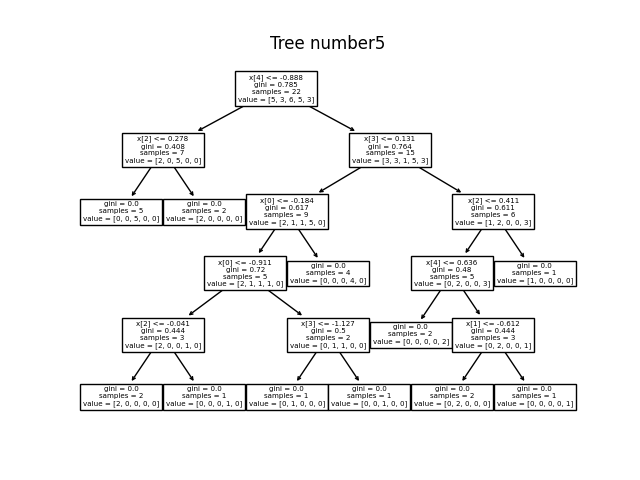 Tree number5
x[4] <= -0.888
gini = 0.785
samples = 22
value = [5, 3, 6, 5, 3]
x[2] <= 0.278
gini = 0.408
samples = 7
value = [2, 0, 5, 0, 0]
x[3] <= 0.131
gini = 0.764
samples = 15
value = [3, 3, 1, 5, 3]
gini = 0.0
samples = 5
value = [0, 0, 5, 0, 0]
gini = 0.0
samples = 2
value = [2, 0, 0, 0, 0]
x[0] <= -0.184
gini = 0.617
samples = 9
value = [2, 1, 1, 5, 0]
x[2] <= 0.411
gini = 0.611
samples = 6
value = [1, 2, 0, 0, 3]
x[0] <= -0.911
gini = 0.72
samples = 5
value = [2, 1, 1, 1, 0]
gini = 0.0
samples = 4
value = [0, 0, 0, 4, 0]
x[4] <= 0.636
gini = 0.48
samples = 5
value = [0, 2, 0, 0, 3]
gini = 0.0
samples = 1
value = [1, 0, 0, 0, 0]
x[2] <= -0.041
gini = 0.444
samples = 3
value = [2, 0, 0, 1, 0]
x[3] <= -1.127
gini = 0.5
samples = 2
value = [0, 1, 1, 0, 0]
gini = 0.0
samples = 2
value = [0, 0, 0, 0, 2]
x[1] <= -0.612
gini = 0.444
samples = 3
value = [0, 2, 0, 0, 1]
gini = 0.0
samples = 2
value = [2, 0, 0, 0, 0]
gini = 0.0
samples = 1
value = [0, 0, 0, 1, 0]
gini = 0.0
samples = 1
value = [0, 1, 0, 0, 0]
gini = 0.0
samples = 1
value = [0, 0, 1, 0, 0]
gini = 0.0
samples = 2
value = [0, 2, 0, 0, 0]
gini = 0.0
samples = 1
value = [0, 0, 0, 0, 1]